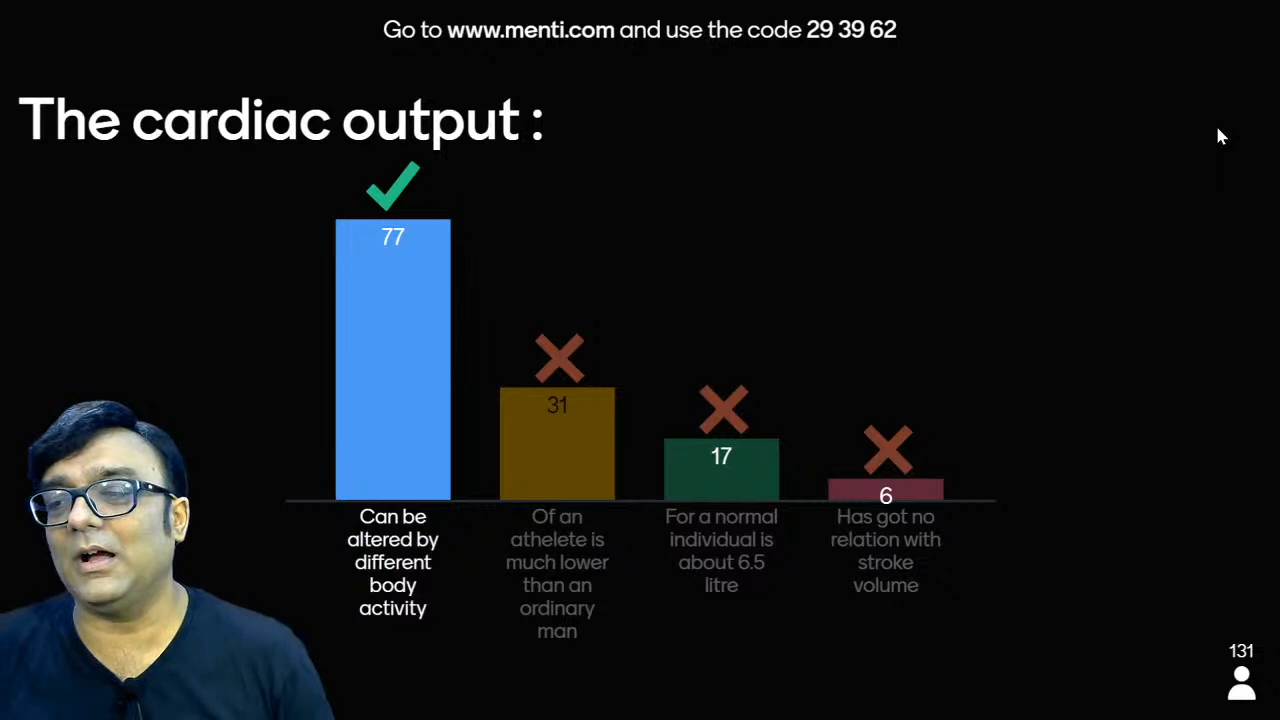 Go to www.menti.com and use the code 29 39 62
The cardiac output :
77
31
17
6
Can be
altered by
different
body
activity
Of an
athelete is
much lower
than an
ordinary
man
For a normal
individual is
about 6.5
litre
Has got no
relation with
stroke
volume
131